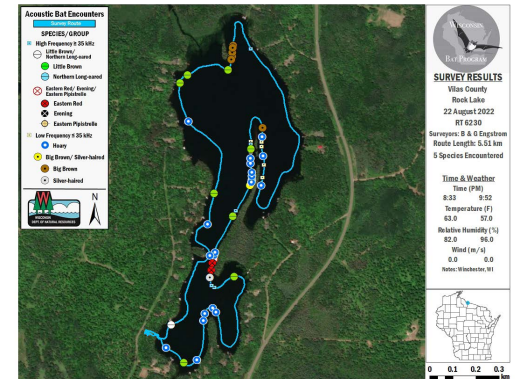 Acoustic Bat Encounters
Survey Route
SPECIES/GROUP
High Frequency ≥ 35 kHz
Little Brown/
Northern Long-eared
Little Brown
Northern Long-eared
Eastern Red/ Evening/
Eastern Pipistrelle
Eastern Red
Evening
Eastern Pipistrelle
Low Frequency ≤ 35 kHz
Hoary
Big Brown/ Silver-haired
Big Brown
Silver-haired
WISCONSIN
DEPT. OF NATURAL RESOURCES
N
WISCONSIN
BAT PROGRAM
SURVEY RESULTS
Vilas County
Rock Lake
22 August 2022
RT 6230
Surveyors: B & G Engstrom
Route Length: 5.51 km
5 Species Encountered
Time & Weather
Time (PM)
8:33 9:52
Temperature (F)
63.0 57.0
Relative Humidity (%)
82.0 96.0
Wind (m/s)
0.0 0.0
Notes: Winchester, WI
0 0.1 0.2 0.3
km